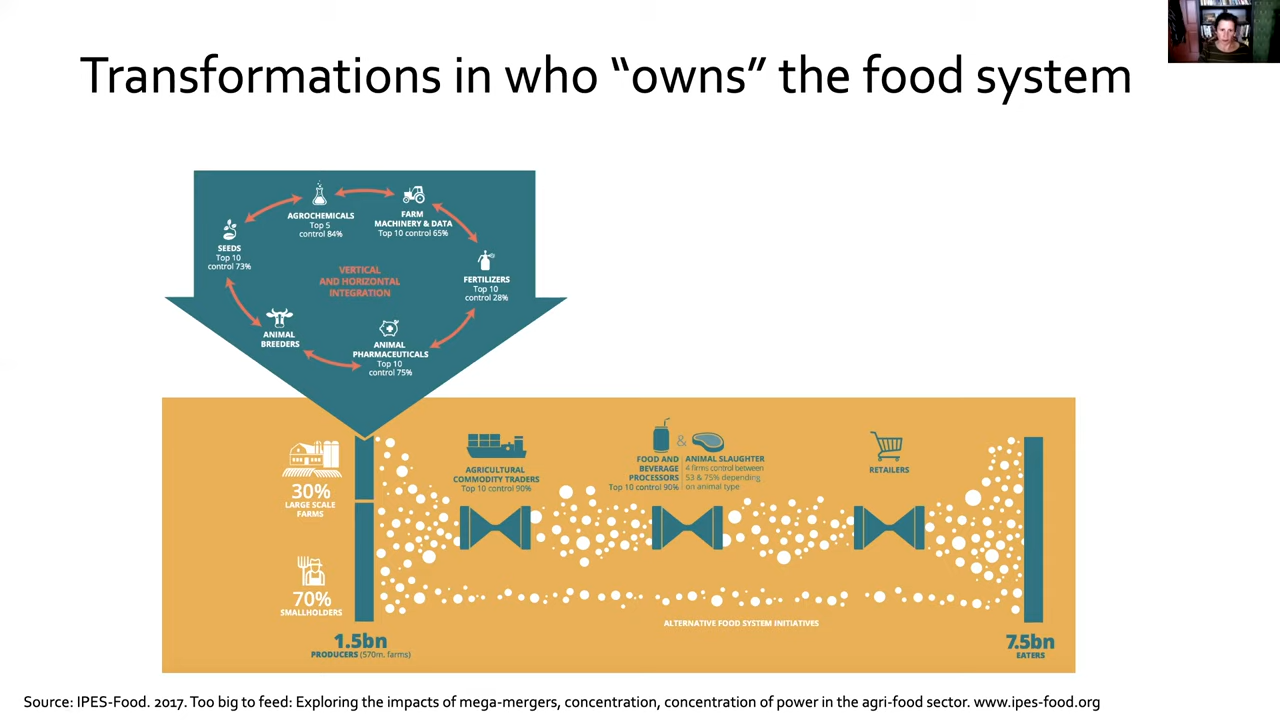 Transformations in who “owns” the food system
AGROCHEMICALS
Top 5
control 84%
FARM
MACHINERY & DATA
Top 10 control 65%
SEEDS
Top 10
control 73%
VERTICAL
AND HORIZONTAL
INTEGRATION
FERTILIZERS
Top 10
control 28%
ANIMAL
BREEDERS
ANIMAL
PHARMACEUTICALS
Top 10
control 75%
30%
LARGE SCALE
FARMS
AGRICULTURAL
COMMODITY TRADERS
Top 10 control 90%
&
FOOD AND
BEVERAGE
PROCESSORS
Top 10 control 90%
ANIMAL SLAUGHTER
4 firms control between
53 & 75% depending
on animal type
RETAILERS
70%
SMALLHOLDERS
ALTERNATIVE FOOD SYSTEM INITIATIVES
1.5bn
PRODUCERS (570m. farms)
7.5bn
EATERS
Source: IPES-Food. 2017. Too big to feed: Exploring the impacts of mega-mergers, concentration, concentration of power in the agri-food sector. www.ipes-food.org